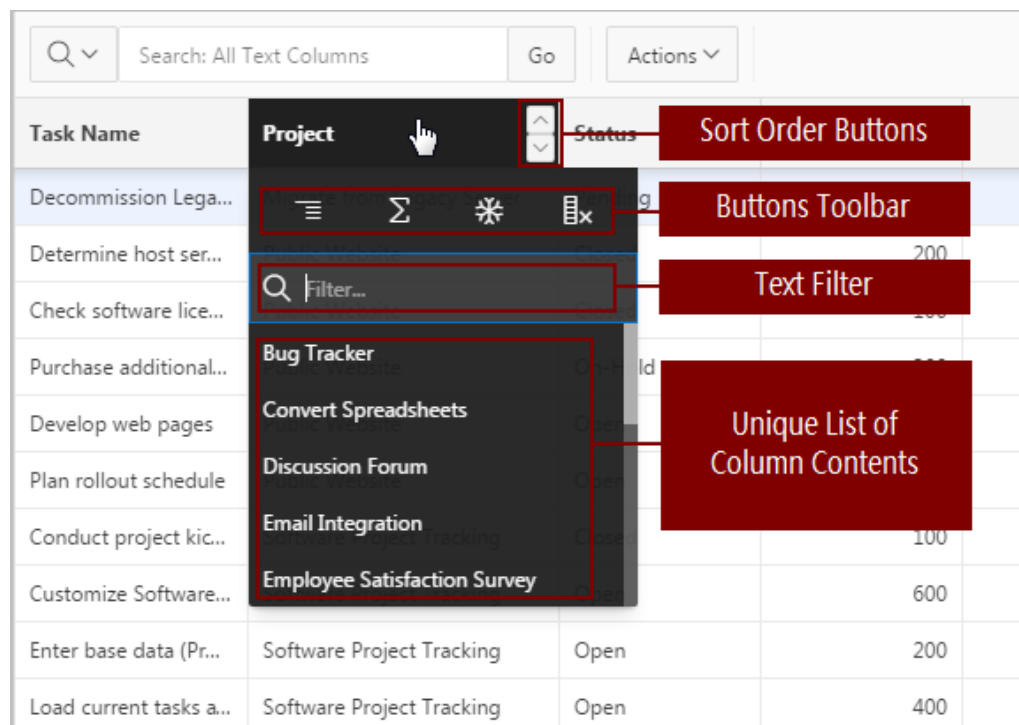 Search: All Text Columns
Go
Actions
Task Name
Project
Status
Sort Order Buttons
Decommission Lega...
Buttons Toolbar
Determine host ser...
200
Filter...
Text Filter
Check software lice...
Bug Tracker
Purchase additional...
Convert Spreadsheets
Unique List of
Column Contents
Develop web pages
Discussion Forum
Plan rollout schedule
Email Integration
Conduct project kic...
Closed
100
Employee Satisfaction Survey
Customize Software...
Open
600
Enter base data (Pr...
Software Project Tracking
Open
200
Load current tasks a...
Software Project Tracking
Open
400